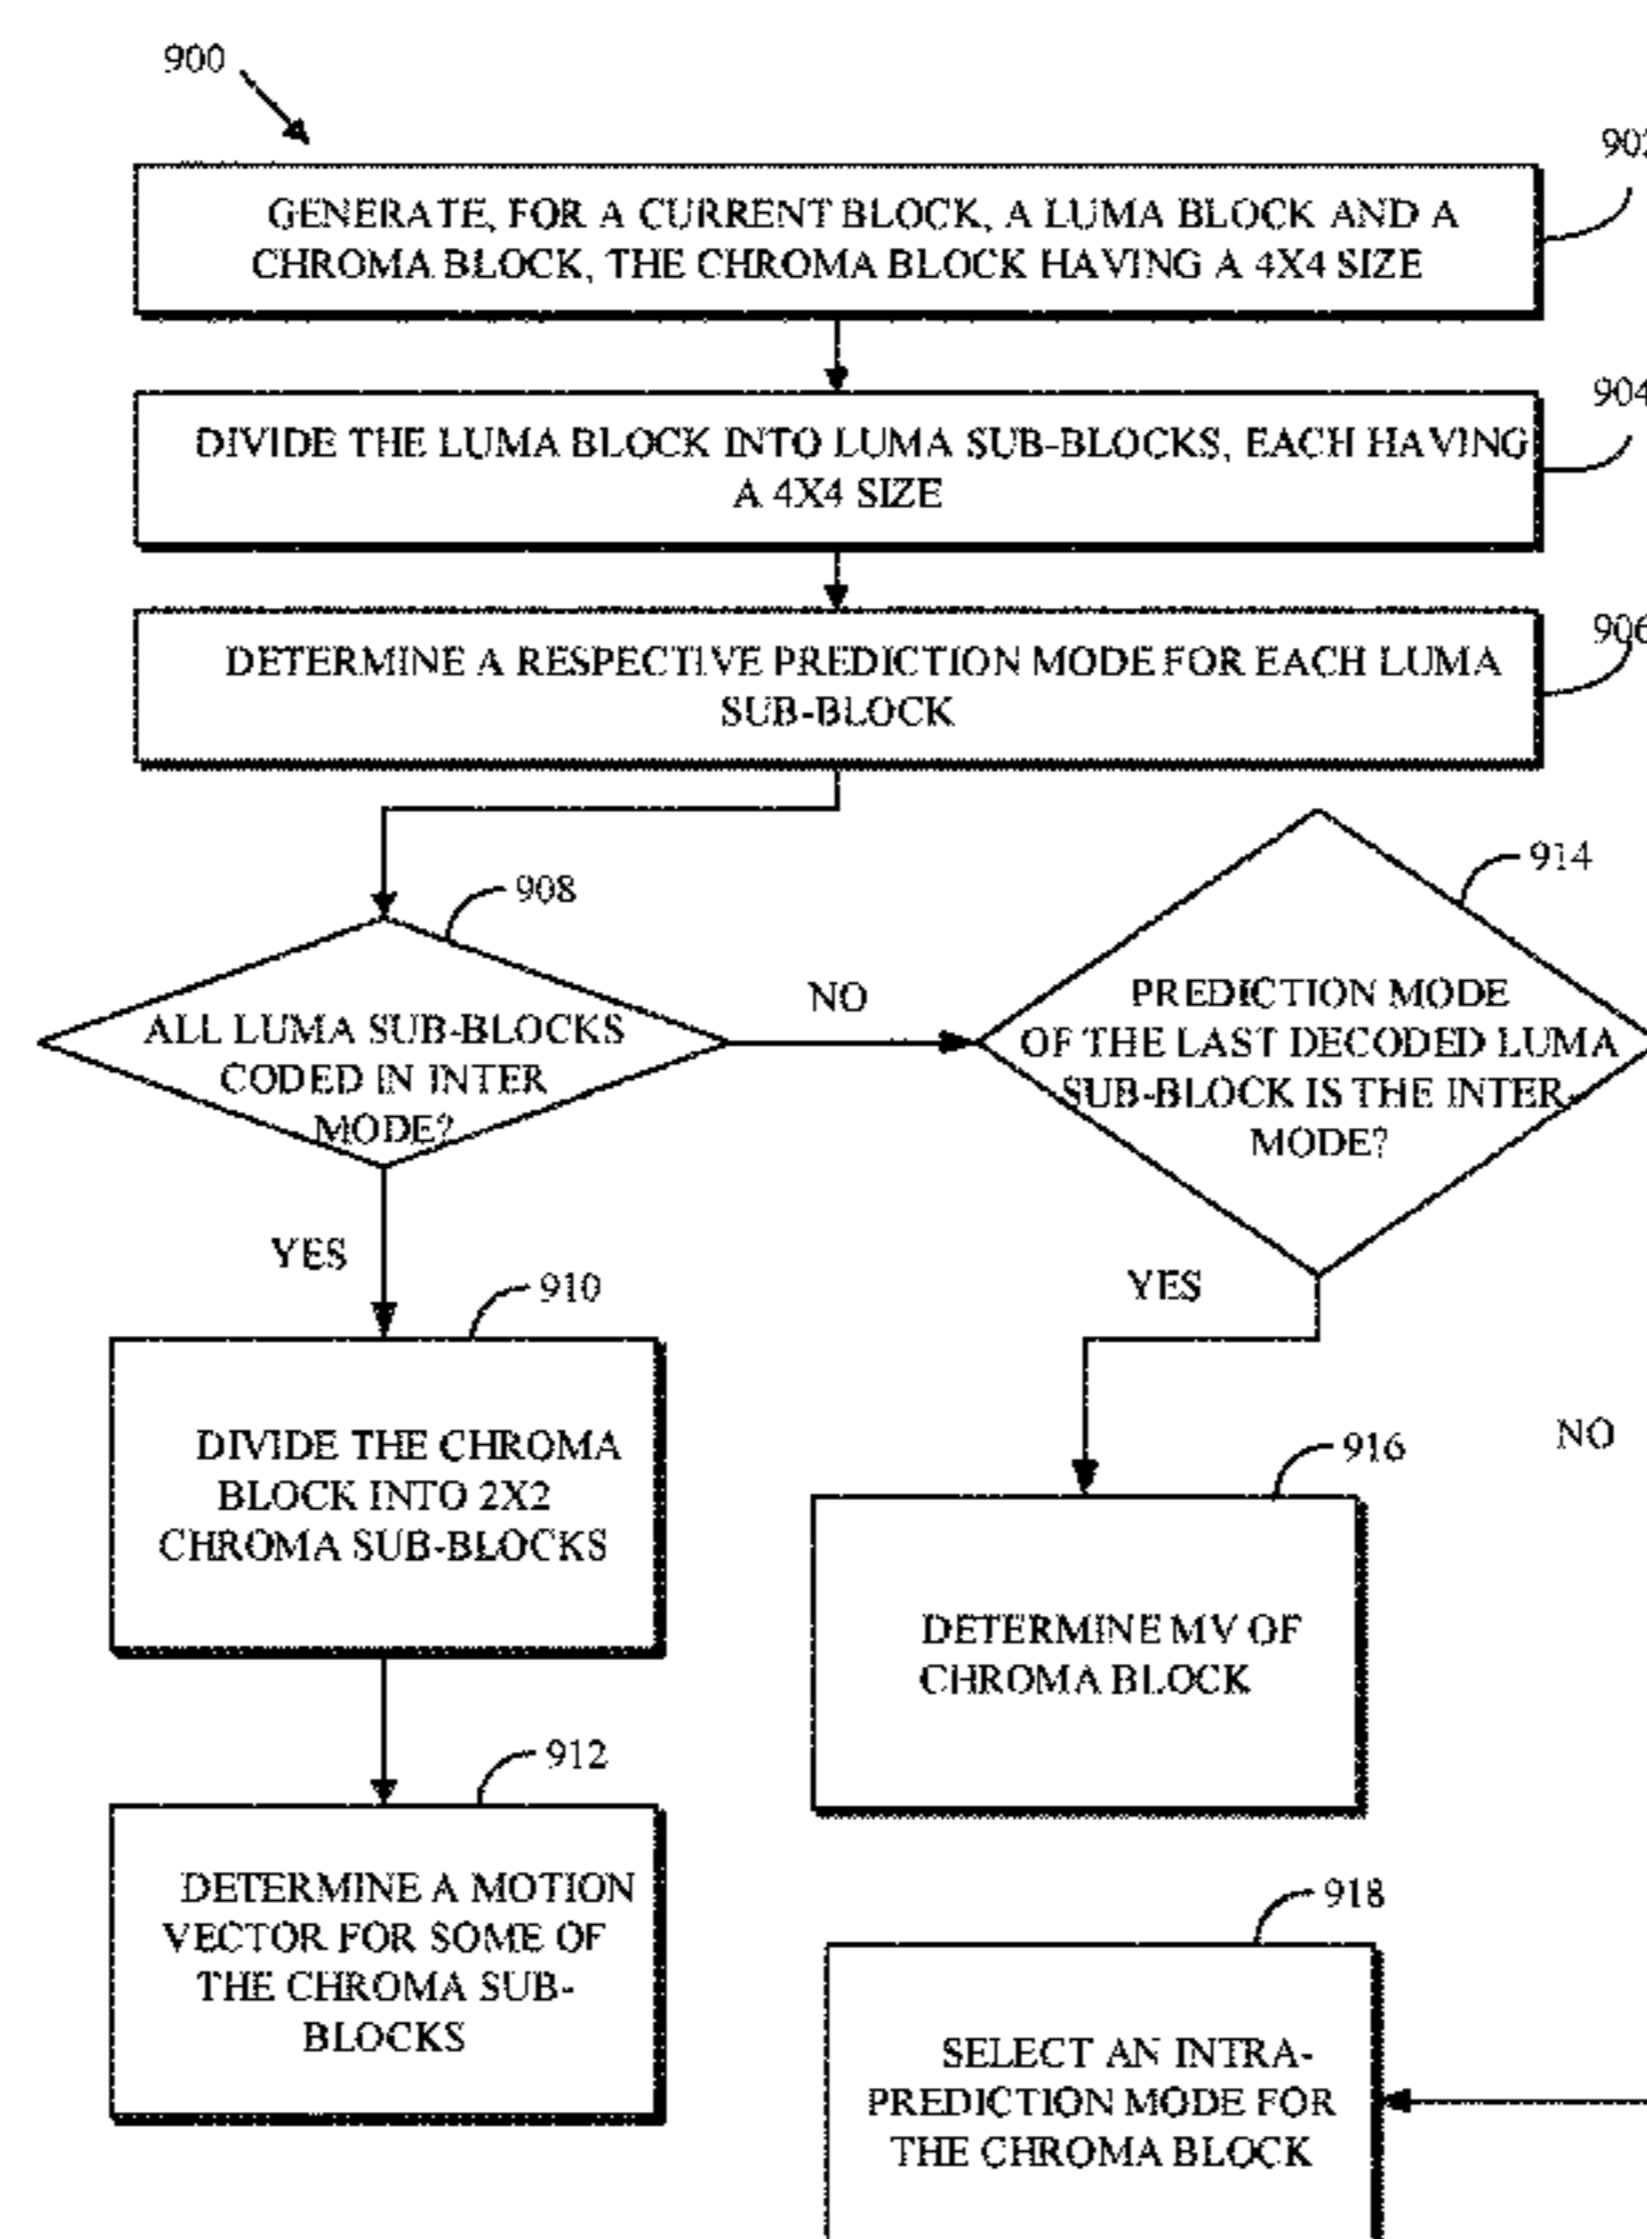 900
902
GENERATE, FOR A CURRENT BLOCK, A LUMA BLOCK AND A
CHROMA BLOCK, THE CHROMA BLOCK HAVING A 4X4 SIZE
904
DIVIDE THE LUMA BLOCK INTO LUMA SUB-BLOCKS, EACH HAVING
A 4X4 SIZE
906
DETERMINE A RESPECTIVE PREDICTION MODE FOR EACH LUMA
SUB-BLOCK
908
ALL LUMA SUB-BLOCKS
CODED IN INTER
MODE?
NO
914
PREDICTION MODE
OF THE LAST DECODED LUMA
SUB-BLOCK IS THE INTER-
MODE?
YES
910
DIVIDE THE CHROMA
BLOCK INTO 2X2
CHROMA SUB-BLOCKS
YES
916
DETERMINE MV OF
CHROMA BLOCK
NO
912
DETERMINE A MOTION
VECTOR FOR SOME OF
THE CHROMA SUB-
BLOCKS
918
SELECT AN INTRA-
PREDICTION MODE FOR
THE CHROMA BLOCK